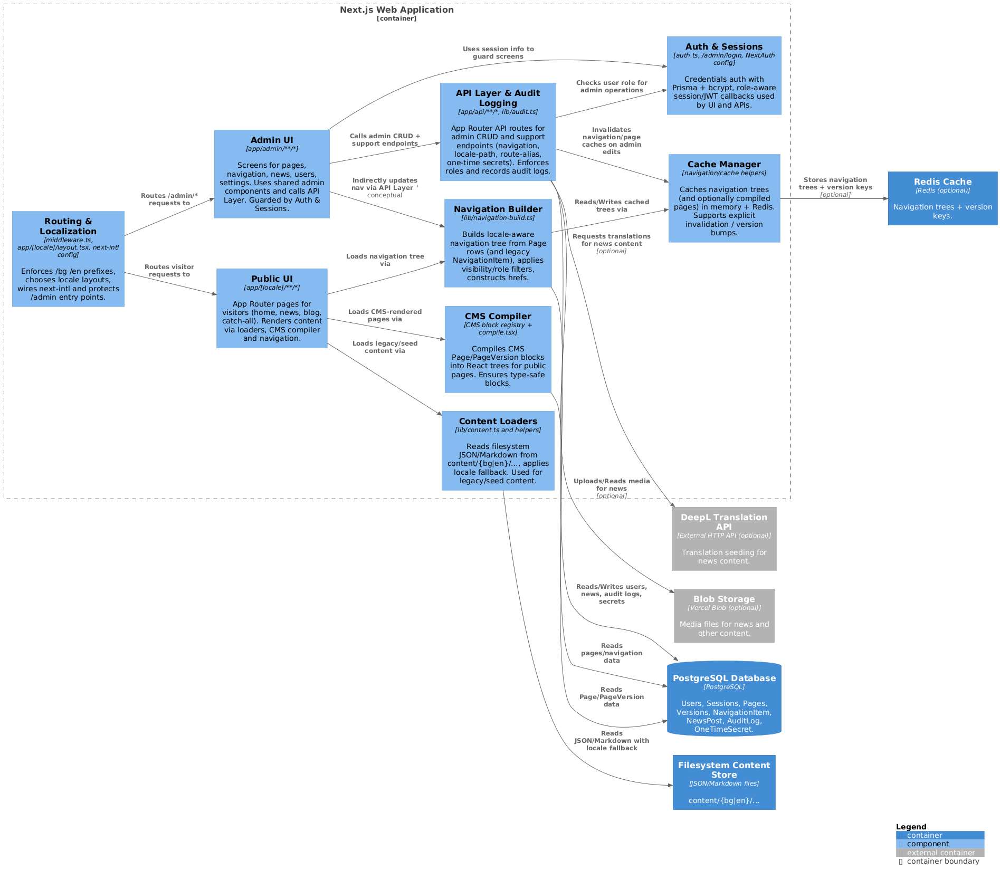 Next.js Web Application
[container]
Routing &
Localization
[middleware.ts,
app/[locale]/layout.tsx, next-intl
config]
Enforces /bg /en prefixes,
chooses locale layouts,
wires next-intl and protects
/admin entry points.
Routes /admin/*
requests to
Routes visitor
requests to
Admin UI
[app/admin/**/*]
Screens for pages,
navigation, news, users,
settings. Uses shared admin
components and calls API
Layer. Guarded by Auth &
Sessions.
Public UI
[app/[locale]/**/*]
App Router pages for
visitors (home, news, blog,
catch-all). Renders content
via loaders, CMS compiler
and navigation.
Uses session info to
guard screens
Calls admin CRUD +
support endpoints
Indirectly updates
nav via API Layer '
conceptual
Loads navigation tree
via
Loads CMS-rendered
pages via
Loads legacy/seed
content via
API Layer & Audit
Logging
[app/api/**/*, lib/audit.ts]
App Router API routes for
admin CRUD and support
endpoints (navigation,
locale-path, route-alias,
one-time secrets). Enforces
roles and records audit logs.
Navigation Builder
[lib/navigation-build.ts]
Builds locale-aware
navigation tree from Page
rows (and legacy
NavigationItem), applies
visibility/role filters,
constructs hrefs.
CMS Compiler
[CMS block registry +
compile.tsx]
Compiles CMS
Page/PageVersion blocks
into React trees for public
pages. Ensures type-safe
blocks.
Content Loaders
[lib/content.ts and helpers]
Reads filesystem
JSON/Markdown from
content/{bg|en}/..., applies
locale fallback. Used for
legacy/seed content.
Checks user role for
admin operations
Invalidates
navigation/page
caches on admin
edits
Reads/Writes cached
trees via
Requests translations
for news content
[optional]
Uploads/Reads media
for news
[optional]
Reads/Writes users,
news, audit logs,
secrets
Reads
pages/navigation
data
Reads
Page/PageVersion
data
Reads
JSON/Markdown with
locale fallback
Auth & Sessions
[auth.ts, /admin/login, NextAuth
config]
Credentials auth with
Prisma + bcrypt, role-aware
session/JWT callbacks used
by UI and APIs.
Cache Manager
[navigation/cache helpers]
Caches navigation trees
(and optionally compiled
pages) in memory + Redis.
Supports explicit
invalidation / version
bumps.
Stores navigation
trees + version keys
[optional]
Redis Cache
[Redis (optional)]
Navigation trees + version
keys.
DeepL Translation
API
[External HTTP API (optional)]
Translation seeding for
news content.
Blob Storage
[Vercel Blob (optional)]
Media files for news and
other content.
PostgreSQL Database
[PostgreSQL]
Users, Sessions, Pages,
Versions, NavigationItem,
NewsPost, AuditLog,
OneTimeSecret.
Filesystem Content
Store
[JSON/Markdown files]
content/{bg|en}/...
Legend
container
component
external container
container boundary